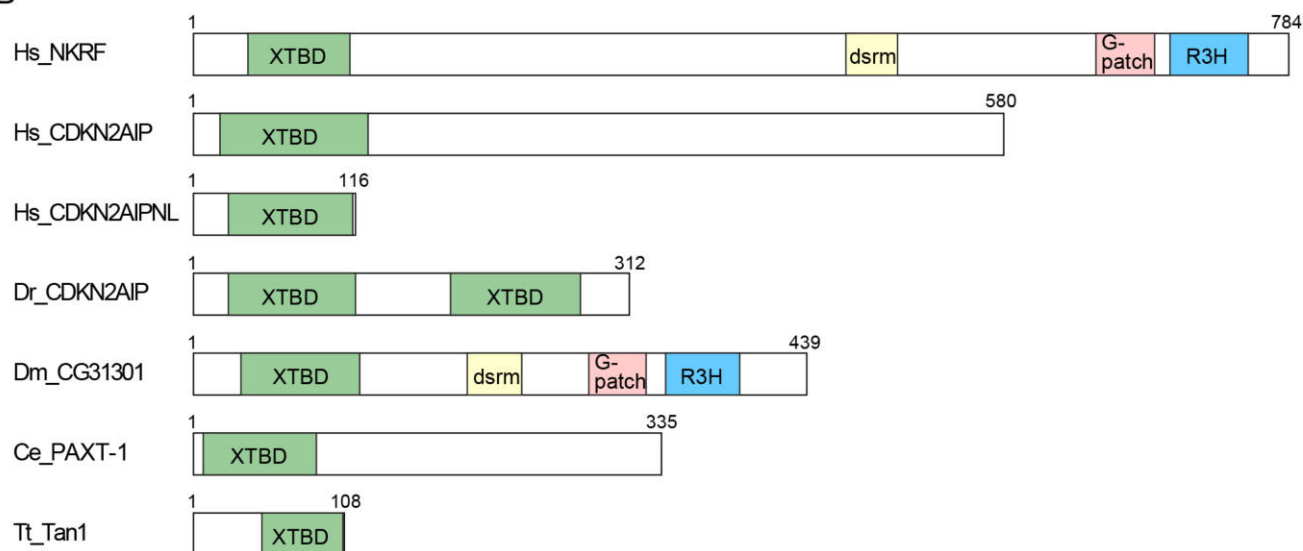 1 784
Hs_NKRF XTBD dsrm G-patch R3H
1 580
Hs_CDKN2AIP XTBD
1 116
Hs_CDKN2AIPNL XTBD
1 312
Dr_CDKN2AIP XTBD XTBD
1 439
Dm_CG31301 XTBD dsrm G-patch R3H
1 335
Ce_PAXT-1 XTBD
1 108
Tt_Tan1 XTBD